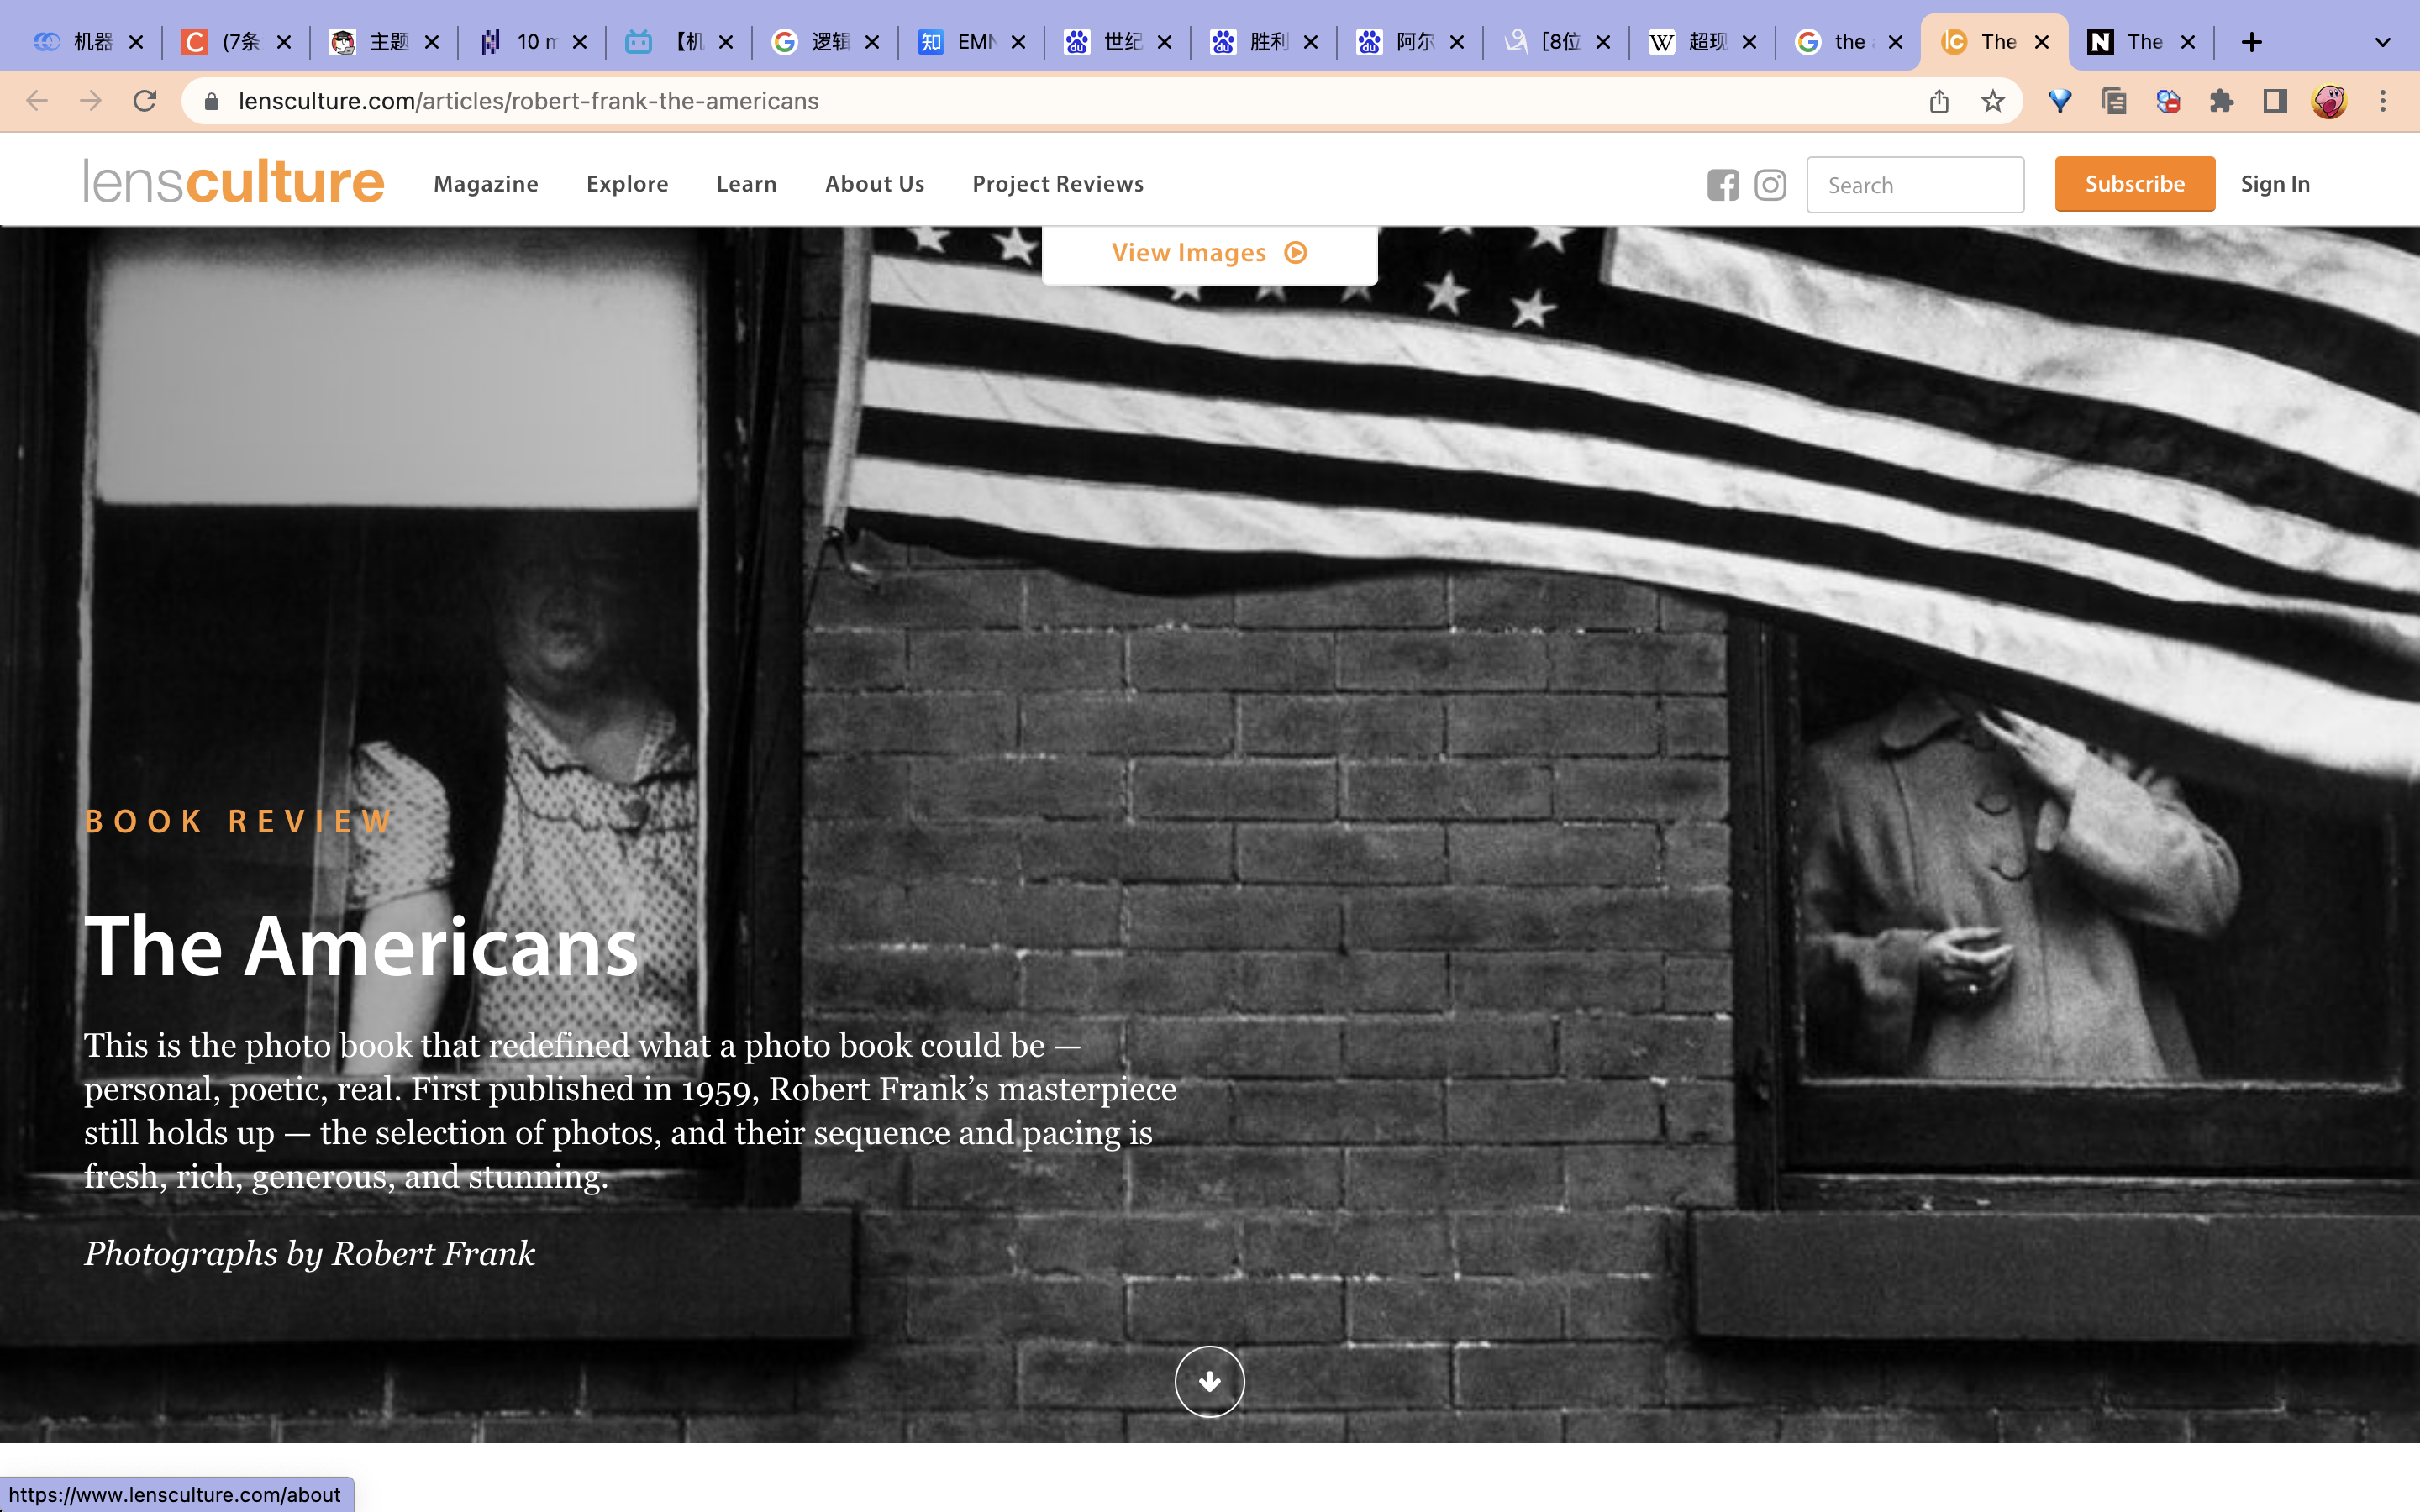 机器
(7条
主题
10 m
【机
逻辑
知 EMN
世纪
胜利
阿尔
[8位
W 超现
the
The
The
lensculture.com/articles/robert-frank-the-americans
lensculture Magazine Explore Learn About Us Project Reviews Search Subscribe Sign In
View Images
BOOK REVIEW
The Americans
This is the photo book that redefined what a photo book could be —
personal, poetic, real. First published in 1959, Robert Frank’s masterpiece
still holds up — the selection of photos, and their sequence and pacing is
fresh, rich, generous, and stunning.
Photographs by Robert Frank
https://www.lensculture.com/about